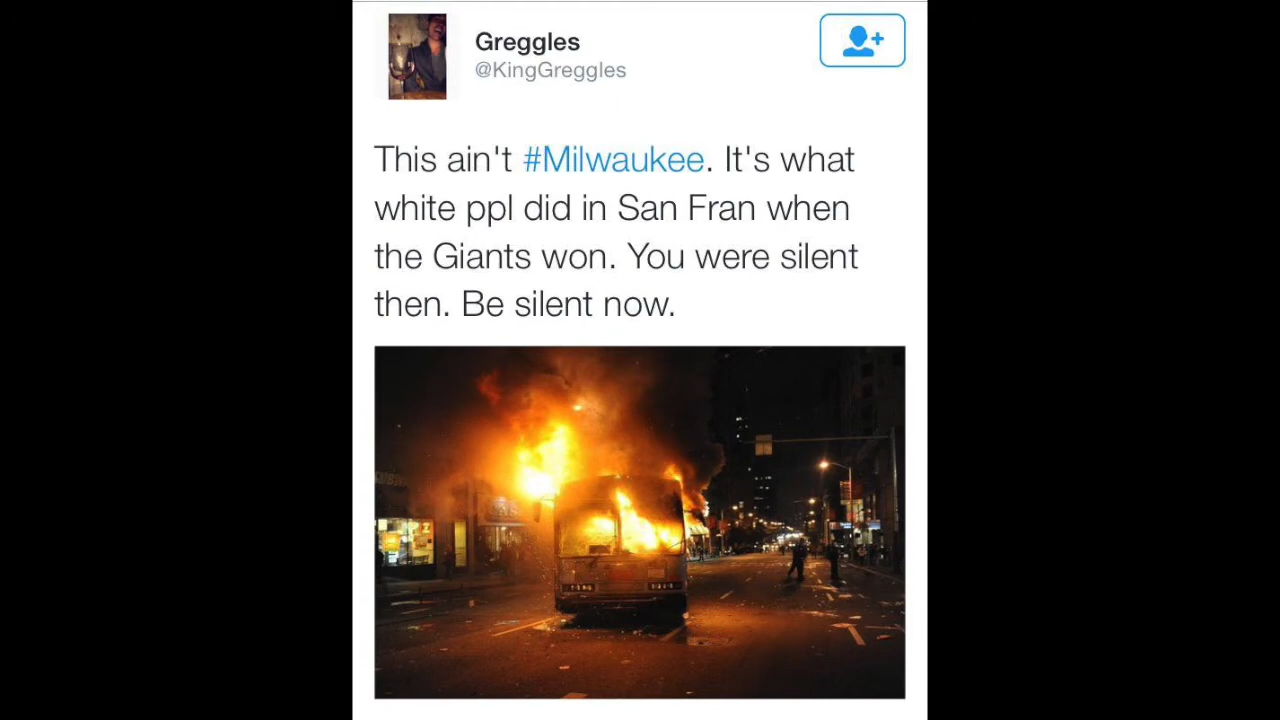 Greggles
@KingGreggles
This ain't #Milwaukee. It's what
white ppl did in San Fran when
the Giants won. You were silent
then. Be silent now.